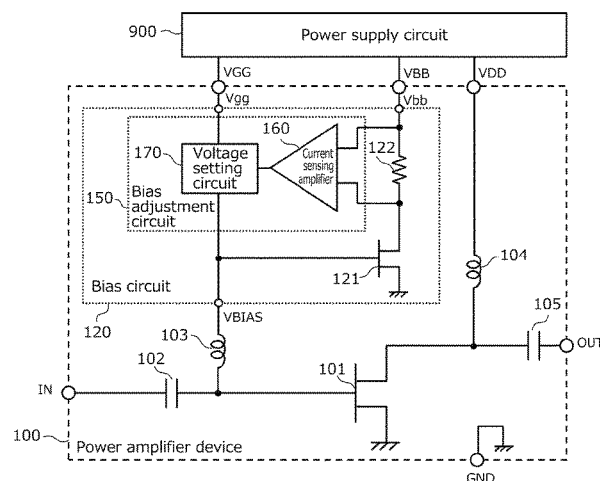 900
Power supply circuit
VGG
VBB
VDD
Vgg
Vbb
160
170
Voltage
setting
circuit
Current
sensing
amplifier
122
150
Bias
adjustment
circuit
121
104
Bias circuit
120
VBIAS
103
105
102
101
OUT
IN
100
Power amplifier device
GND